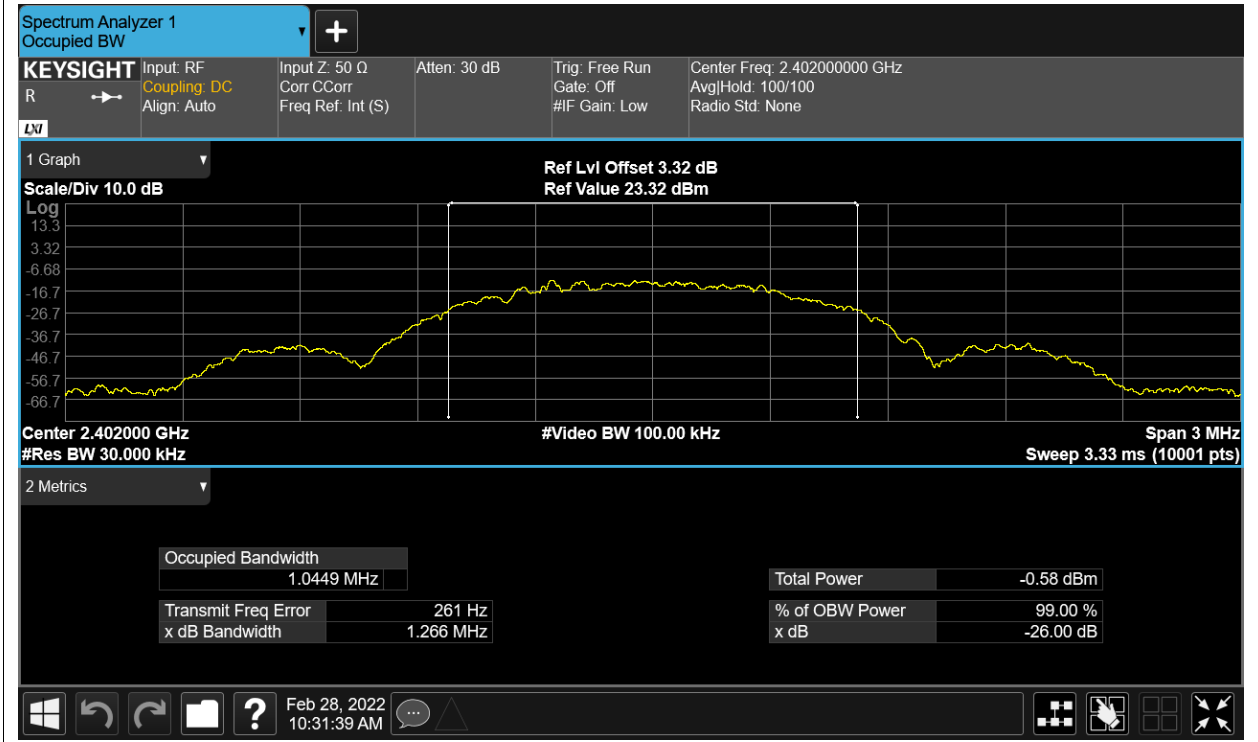 Spectrum Analyzer 1
Occupied BW
KEYSIGHT
R
LXI
Input: RF
Coupling: DC
Align: Auto
Input Z: 50 Ω
Corr CCorr
Freq Ref: Int (S)
Atten: 30 dB
Trig: Free Run
Gate: Off
#IF Gain: Low
Center Freq: 2.402000000 GHz
Avg|Hold: 100/100
Radio Std: None
1 Graph
Scale/Div 10.0 dB
Ref Lvl Offset 3.32 dB
Ref Value 23.32 dBm
Log
13.3
3.32
-6.68
-16.7
-26.7
-36.7
-46.7
-56.7
-66.7
Center 2.402000 GHz
#Video BW 100.00 kHz
Span 3 MHz
#Res BW 30.000 kHz
Sweep 3.33 ms (10001 pts)
2 Metrics
Occupied Bandwidth
1.0449 MHz
Total Power -0.58 dBm
Transmit Freq Error 261 Hz
% of OBW Power 99.00 %
x dB Bandwidth 1.266 MHz
x dB -26.00 dB
?
Feb 28, 2022
10:31:39 AM